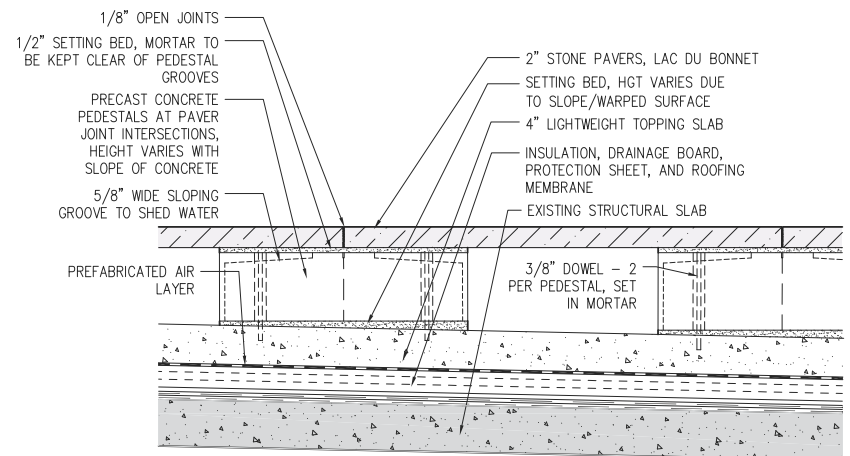 1/8" OPEN JOINTS
1/2" SETTING BED, MORTAR TO
BE KEPT CLEAR OF PEDESTAL
GROOVES
PRECAST CONCRETE
PEDESTALS AT PAVER
JOINT INTERSECTIONS,
HEIGHT VARIES WITH
SLOPE OF CONCRETE
5/8" WIDE SLOPING
GROOVE TO SHED WATER
PREFABRICATED AIR
LAYER
2" STONE PAVERS, LAC DU BONNET
SETTING BED, HGT VARIES DUE
TO SLOPE/WARPED SURFACE
4" LIGHTWEIGHT TOPPING SLAB
INSULATION, DRAINAGE BOARD,
PROTECTION SHEET, AND ROOFING
MEMBRANE
EXISTING STRUCTURAL SLAB
3/8" DOWEL – 2
PER PEDESTAL, SET
IN MORTAR